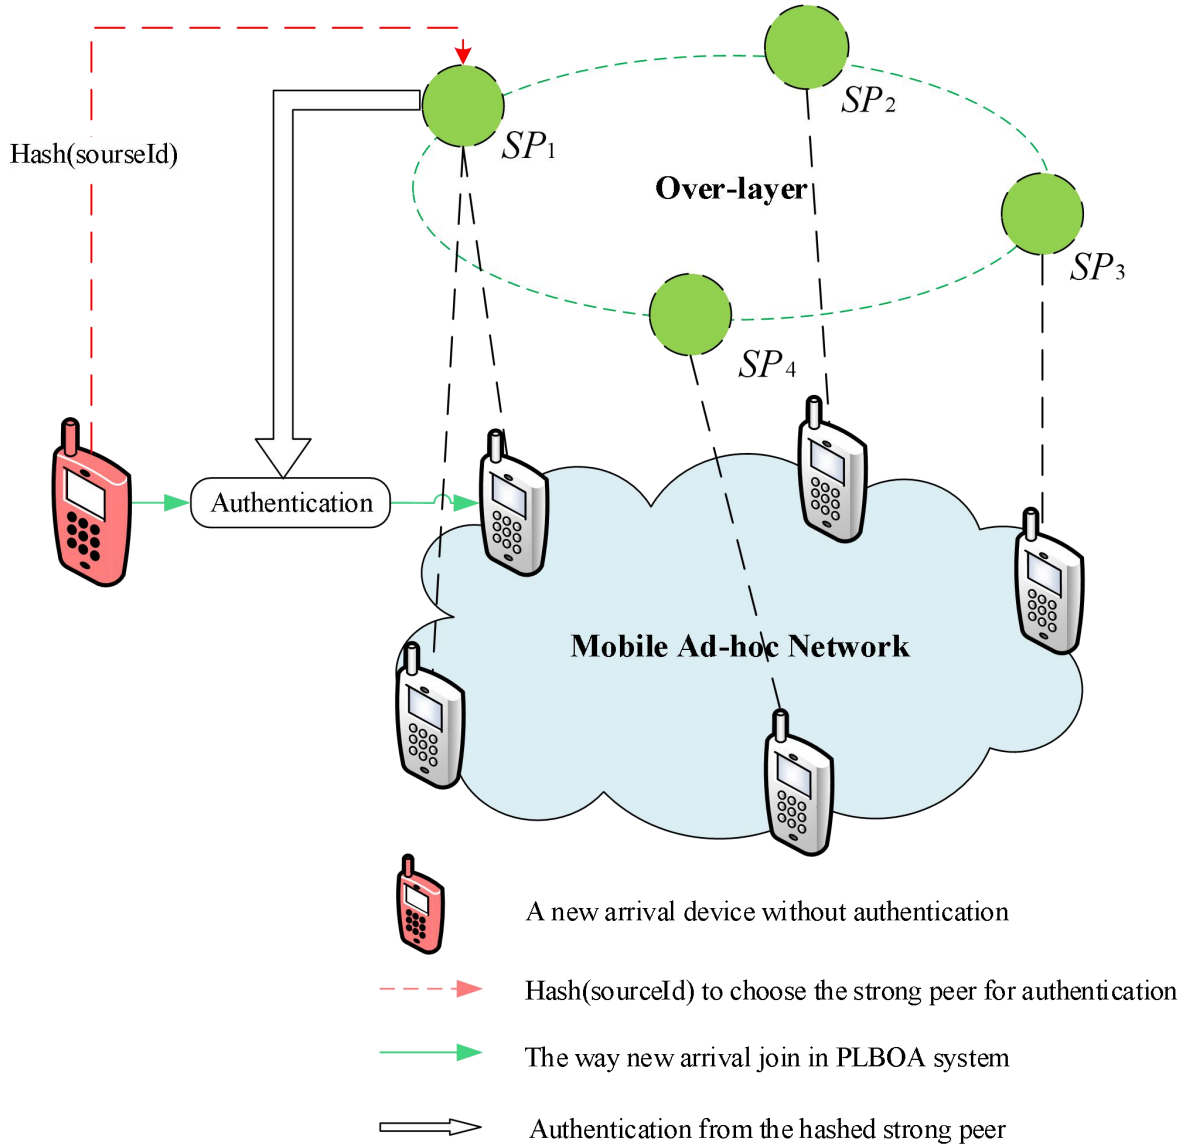 SP2
SP1
Hash(sourseId)
Over-layer
SP3
SP4
Authentication
Mobile Ad-hoc Network
A new arrival device without authentication
Hash(sourceId) to choose the strong peer for authentication
The way new arrival join in PLBOA system
Authentication from the hashed strong peer